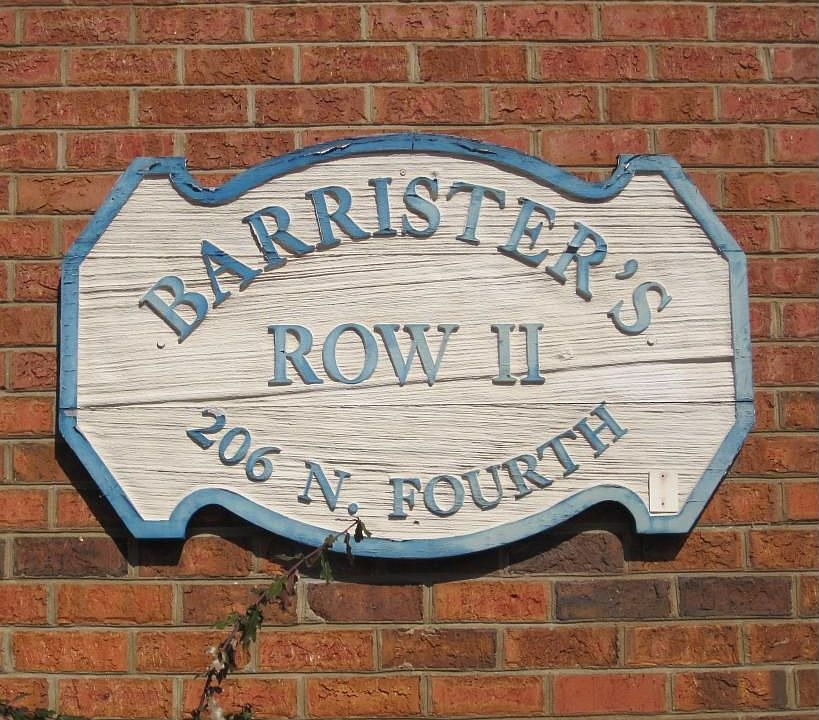 BARRISTER'S
ROW II
206 N. FOURTH